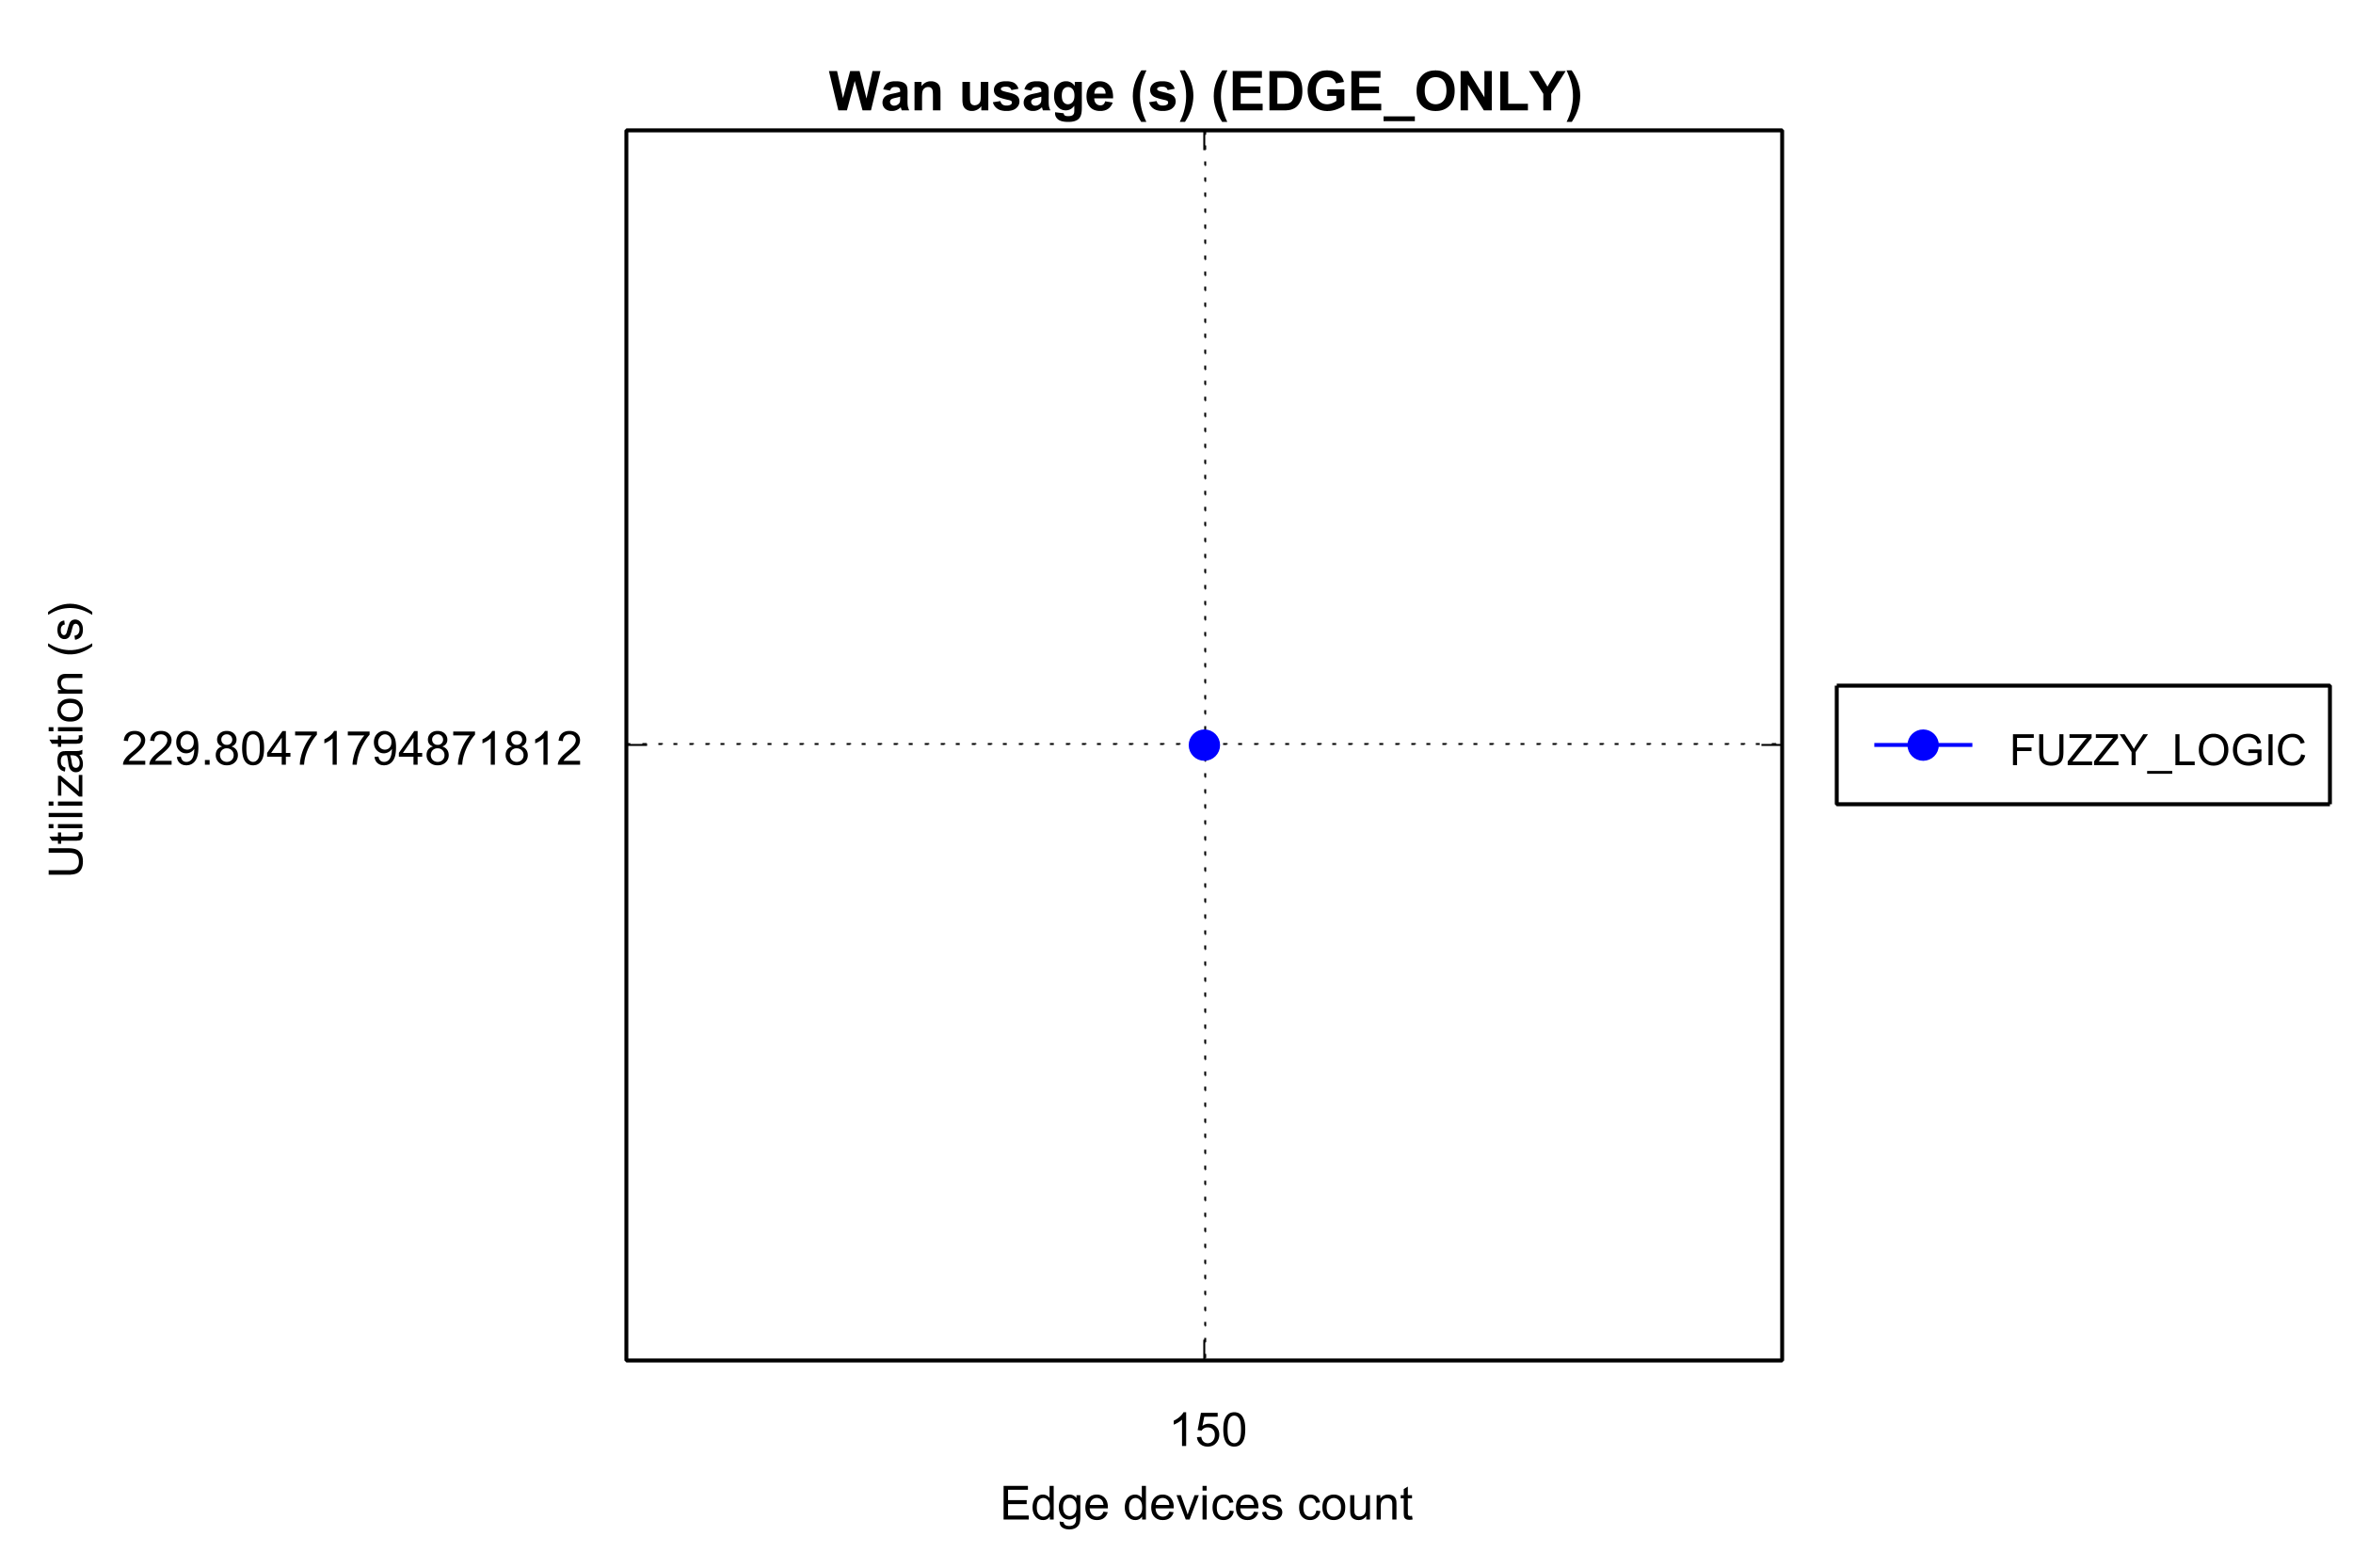 Wan usage (s) (EDGE_ONLY)
Utilization (s)
229.80471794871812
FUZZY_LOGIC
150
Edge devices count